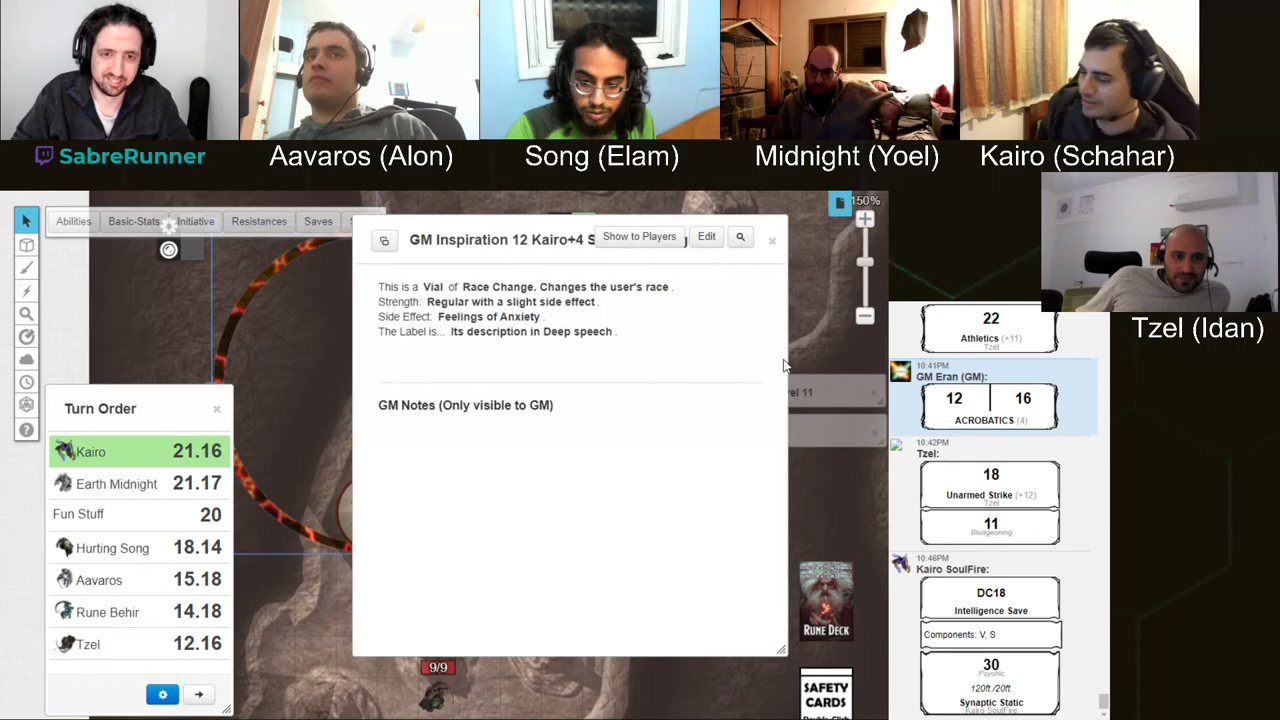 SabreRunner
Aavaros (Alon)
Song (Elam)
Midnight (Yoel)
Kairo (Schahar)
Tzel (Idan)
Abilities
Basic-Stats
Initiative
Resistances
Saves
150%
GM Inspiration 12 Kairo+4 S
Show to Players
Edit
This is a Vial of Race Change. Changes the user's race .
Strength: Regular with a slight side effect .
Side Effect: Feelings of Anxiety .
The Label is... Its description in Deep speech .
GM Notes (Only visible to GM)
Turn Order
Kairo 21.16
Earth Midnight 21.17
Fun Stuff 20
Hurting Song 18.14
Aavaros 15.18
Rune Behir 14.18
Tzel 12.16
9/9
RUNE DECK
SAFETY
CARDS
22
Athletics (+11)
Tzel
10:41PM
GM Eran (GM):
12 16
ACROBATICS (4)
10:42PM
Tzel:
18
Unarmed Strike (+12)
Tzel
11
Bludgeoning
10:46PM
Kairo SoulFire:
DC18
Intelligence Save
Components: V, S
30
Psychic
120ft./20ft.
Synaptic Static
Kairo SoulFire